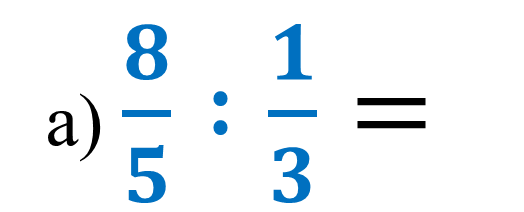 a) 8/5 : 1/3 =